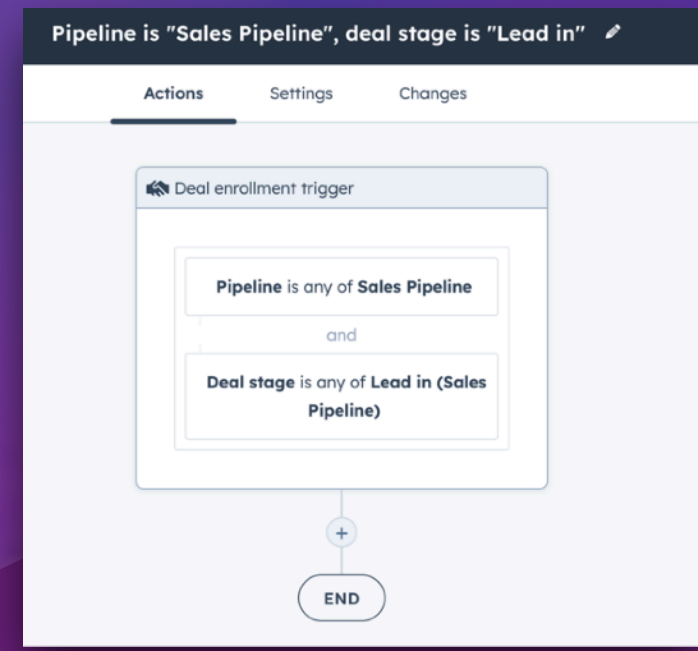 Pipeline is "Sales Pipeline", deal stage is "Lead in"
Actions Settings Changes
Deal enrollment trigger
Pipeline is any of Sales Pipeline
and
Deal stage is any of Lead in (Sales
Pipeline)
+
END